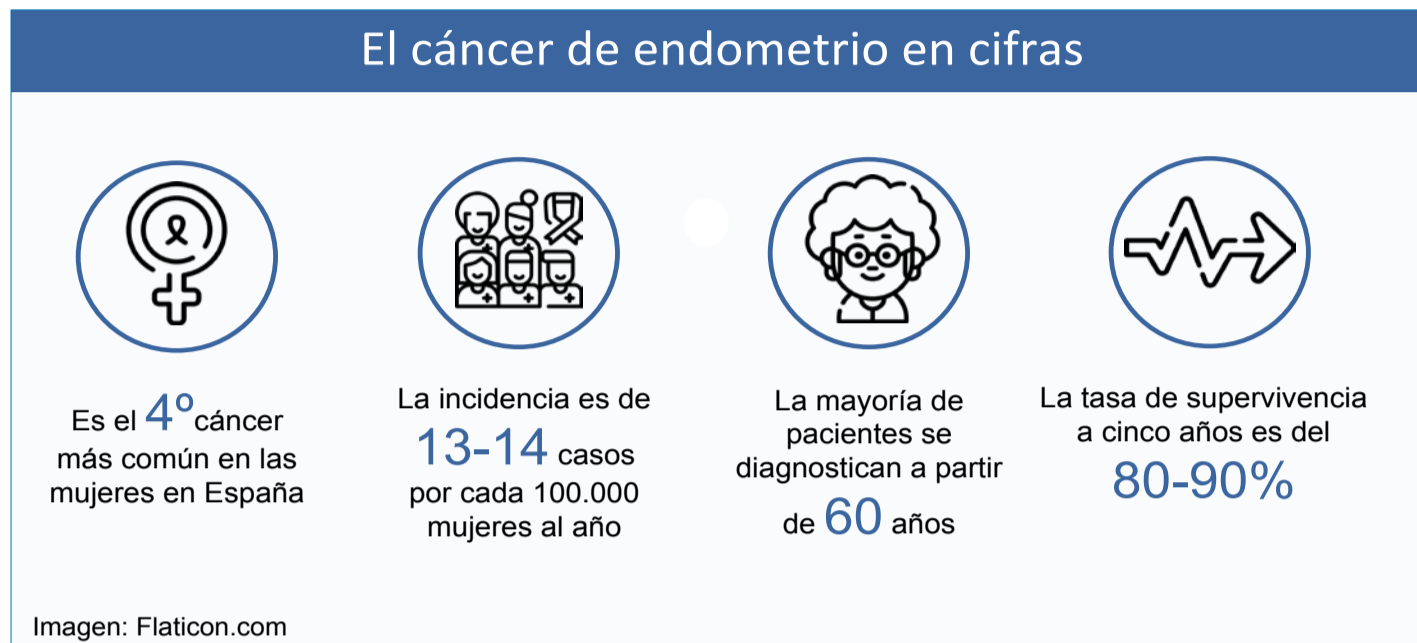 El cáncer de endometrio en cifras
Es el 4º cáncer
más común en las
mujeres en España
La incidencia es de
13-14 casos
por cada 100.000
mujeres al año
La mayoría de
pacientes se
diagnostican a partir
de 60 años
La tasa de supervivencia
a cinco años es del
80-90%
Imagen: Flaticon.com